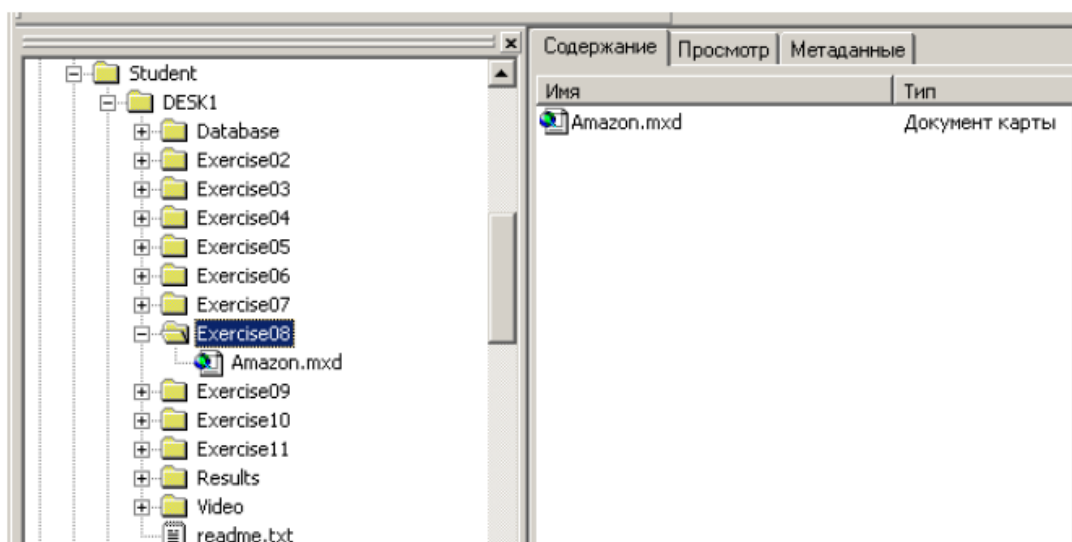 Student
DESK1
Database
Exercise02
Exercise03
Exercise04
Exercise05
Exercise06
Exercise07
Exercise08
Amazon.mxd
Exercise09
Exercise10
Exercise11
Results
Video
readme.txt
Содержание Просмотр Метаданные
Имя Тип
Amazon.mxd Документ карты